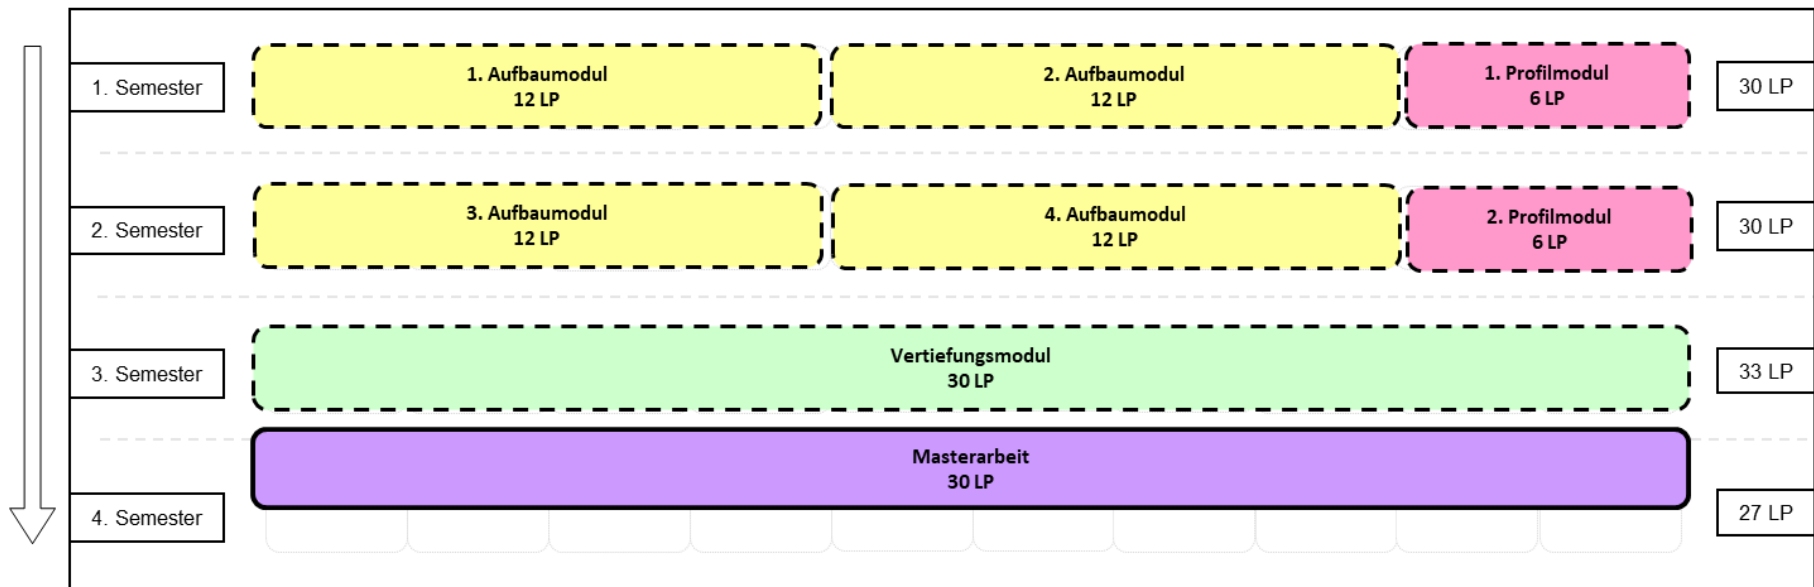 1. Semester
1. Aufbaumodul
12 LP
2. Aufbaumodul
12 LP
1. Profilmodul
6 LP
30 LP
2. Semester
3. Aufbaumodul
12 LP
4. Aufbaumodul
12 LP
2. Profilmodul
6 LP
30 LP
3. Semester
Vertiefungsmodul
30 LP
33 LP
Masterarbeit
30 LP
4. Semester
27 LP